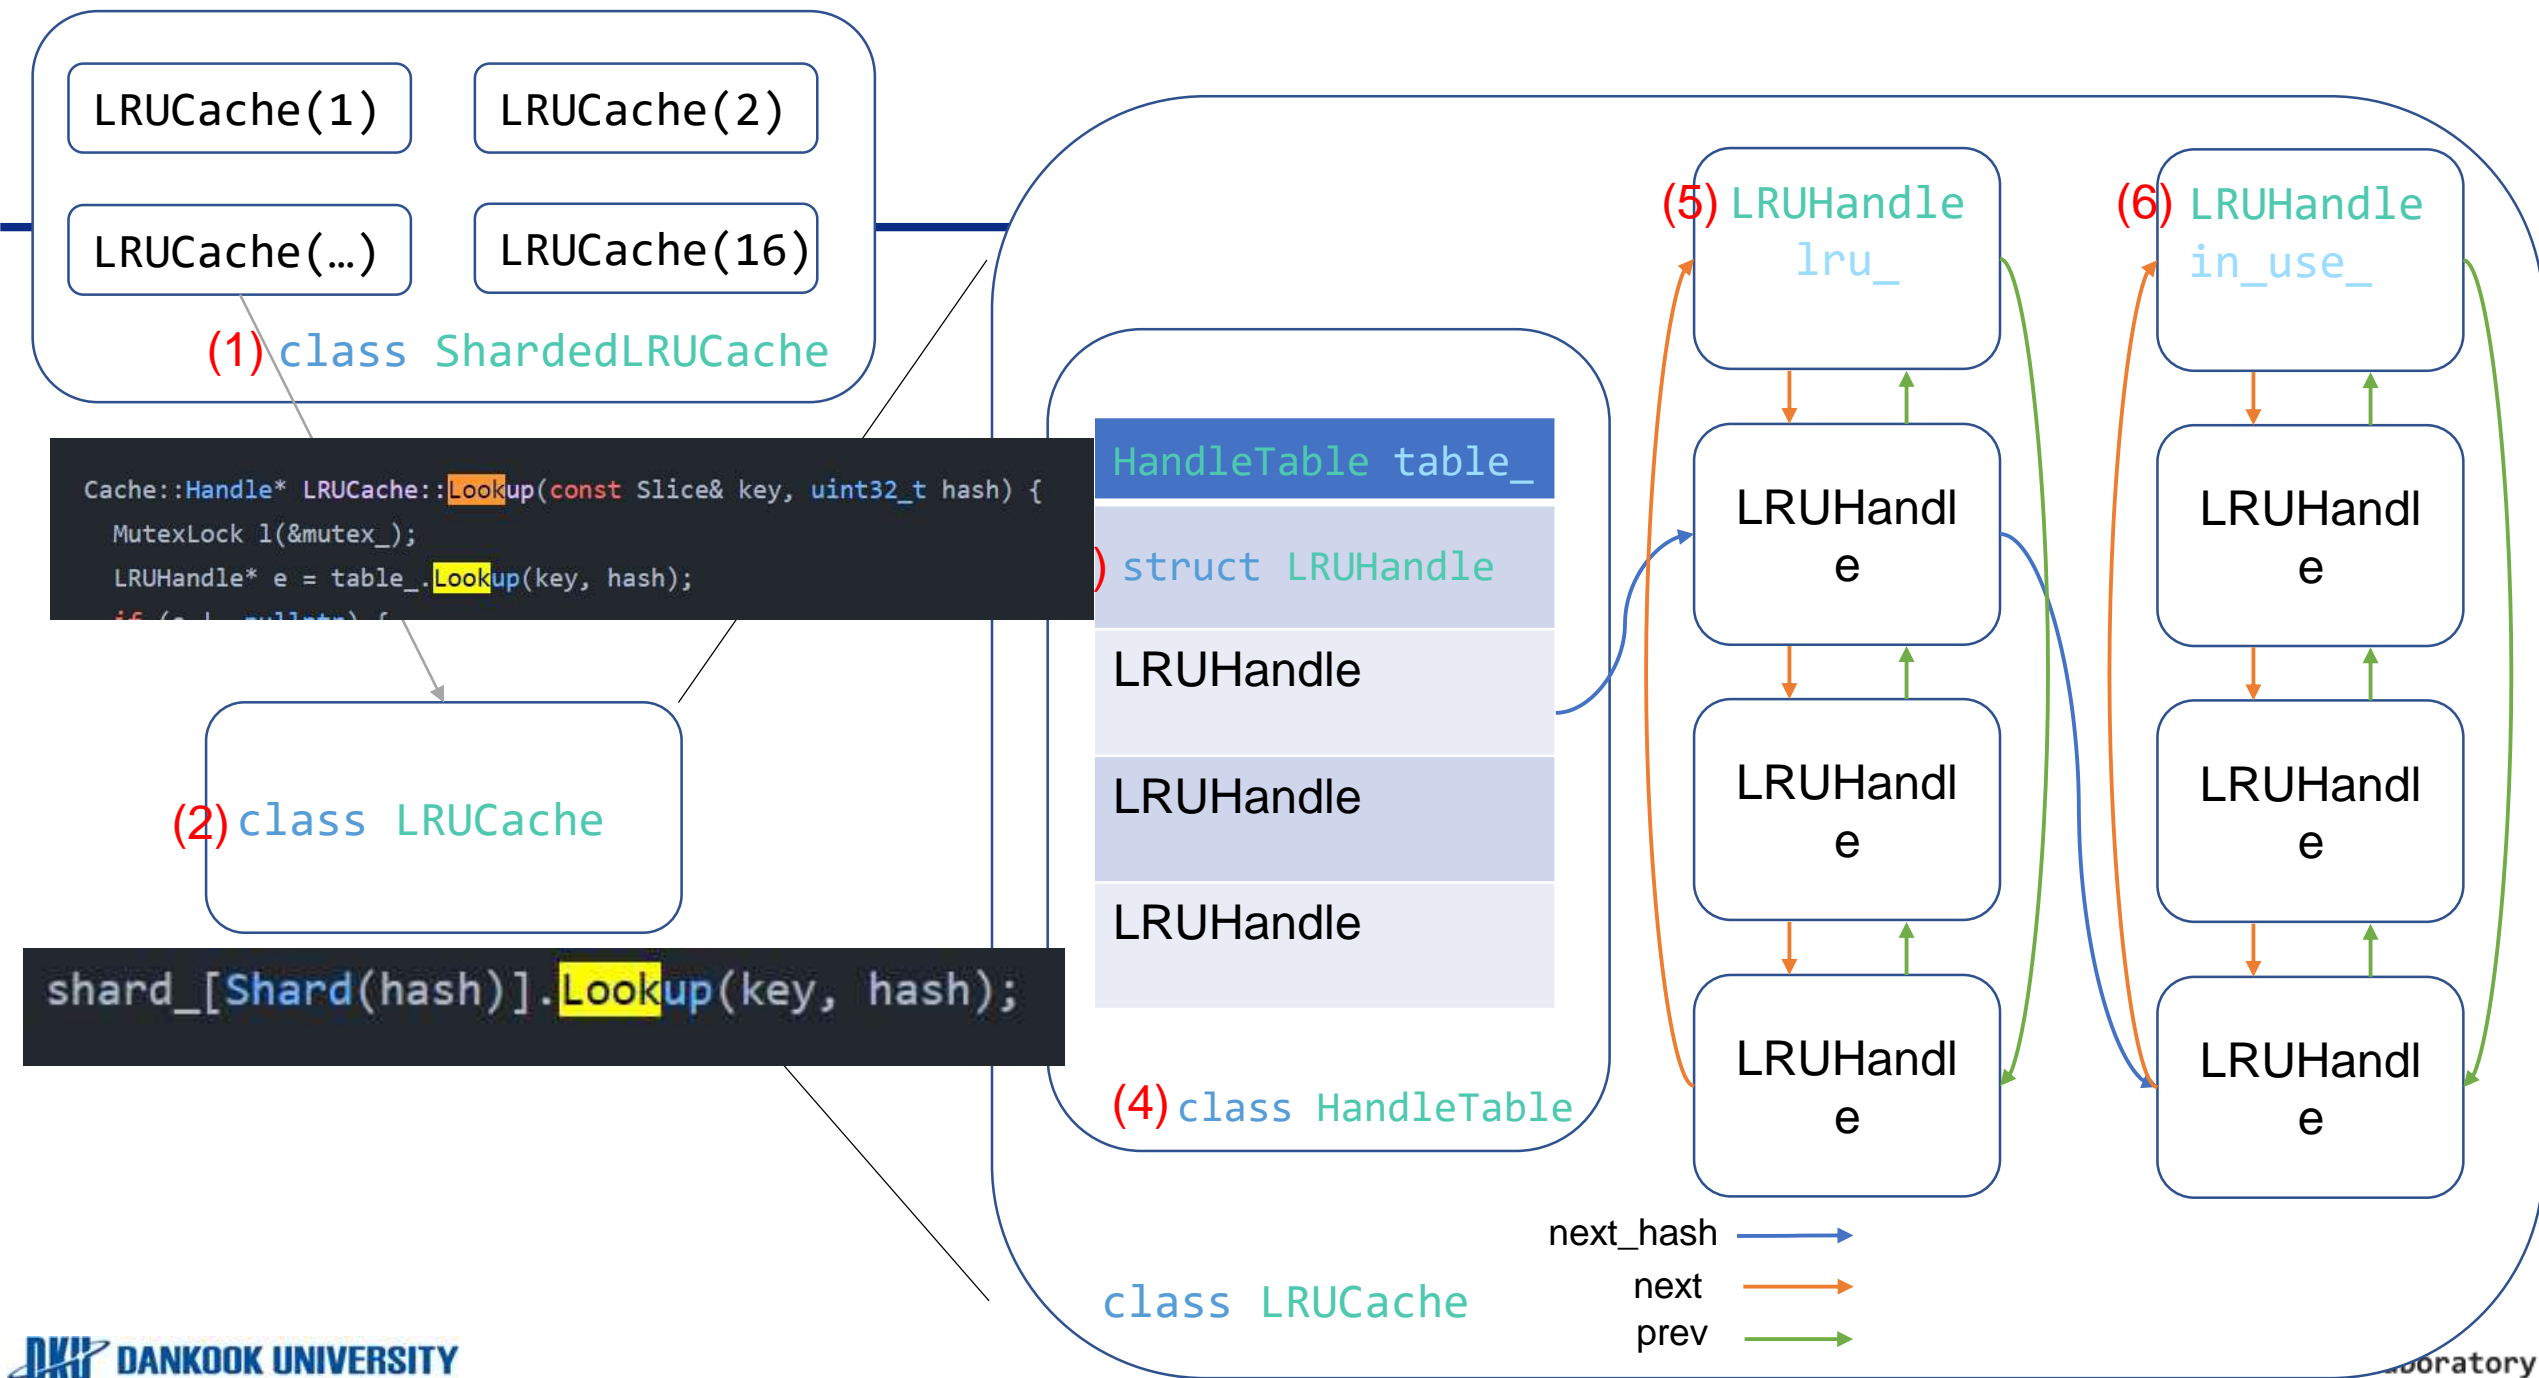 LRUCache(1)
LRUCache(2)
LRUCache(…)
LRUCache(16)
(1) class ShardedLRUCache
Cache::Handle* LRUCache::Lookup(const Slice& key, uint32_t hash) {
MutexLock l(&mutex_);
LRUHandle* e = table_.Lookup(key, hash);
(2) class LRUCache
shard_[Shard(hash)].Lookup(key, hash);
HandleTable table_
) struct LRUHandle
LRUHandle
LRUHandle
LRUHandle
(4) class HandleTable
(5) LRUHandle
lru_
LRUHandl
e
LRUHandl
e
LRUHandl
e
(6) LRUHandle
in_use_
LRUHandl
e
LRUHandl
e
LRUHandl
e
next_hash
next
prev
class LRUCache
DKU DANKOOK UNIVERSITY
oratory